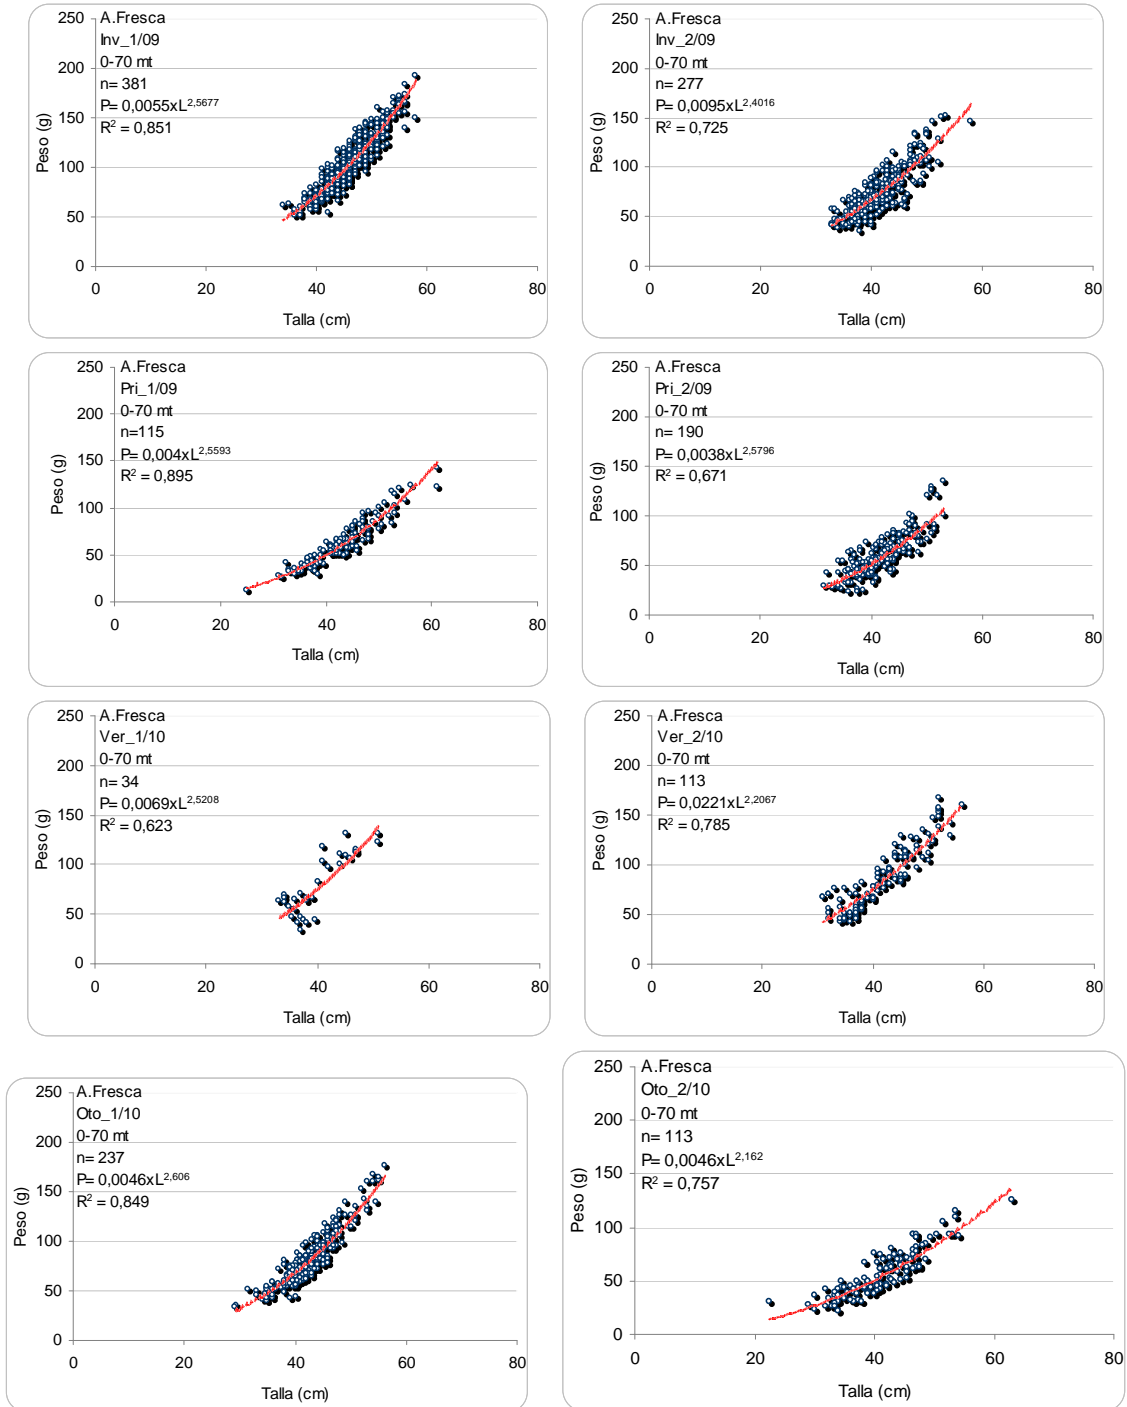 250
200
150
100
50
0
Peso (g)
A.Fresca
Inv_1/09
0-70 mt
n= 381
P= 0,0055xL2,5677
R2 = 0,851
0 20 40 60 80
Talla (cm)
250
200
150
100
50
0
Peso (g)
A.Fresca
Inv_2/09
0-70 mt
n= 277
P= 0,0095xL2,4016
R2 = 0,725
0 20 40 60 80
Talla (cm)
250
200
150
100
50
0
Peso (g)
A.Fresca
Pri_1/09
0-70 mt
n=115
P= 0,004xL2,5593
R2 = 0,895
0 20 40 60 80
Talla (cm)
250
200
150
100
50
0
Peso (g)
A.Fresca
Pri_2/09
0-70 mt
n= 190
P= 0,0038xL2,5796
R2 = 0,671
0 20 40 60 80
Talla (cm)
250
200
150
100
50
0
Peso (g)
A.Fresca
Ver_1/10
0-70 mt
n= 34
P= 0,0069xL2,5208
R2 = 0,623
0 20 40 60 80
Talla (cm)
250
200
150
100
50
0
Peso (g)
A.Fresca
Ver_2/10
0-70 mt
n= 113
P= 0,0221xL2,2067
R2 = 0,785
0 20 40 60 80
Talla (cm)
250
200
150
100
50
0
Peso (g)
A.Fresca
Oto_1/10
0-70 mt
n= 237
P= 0,0046xL2,606
R2 = 0,849
0 20 40 60 80
Talla (cm)
250
200
150
100
50
0
Peso (g)
A.Fresca
Oto_2/10
0-70 mt
n= 113
P= 0,0046xL2,162
R2 = 0,757
0 20 40 60 80
Talla (cm)